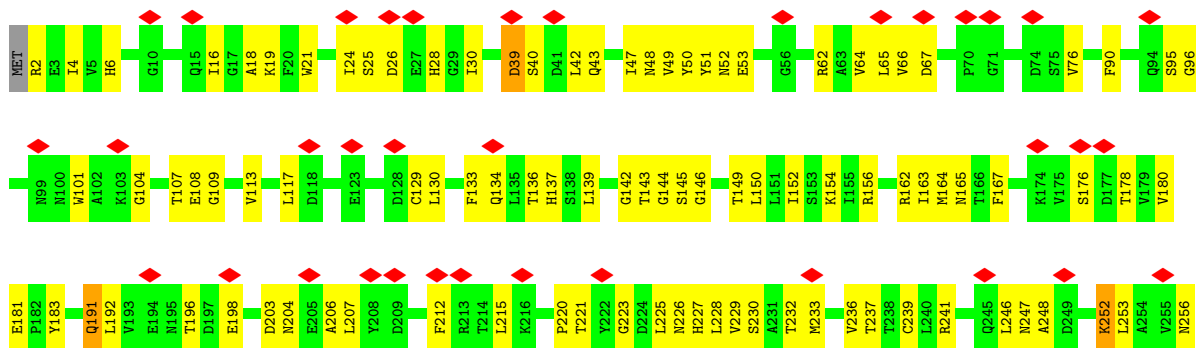 MET R2 E3 I4 V5 H6 G10 Q15 I16 G17 A18 K19 F20 W21 I24 S25 D26 E27 H28 G29 I30 D39 S40 D41 L42 Q43 I47 N48 V49 Y50 Y51 N52 E53 G56 R62 A63 V64 L65 V66 D67 P70 G71 D74 S75 V76 F90 Q94 S95 G96
N99 N100 W101 A102 K103 G104 T107 E108 G109 V113 L117 D118 E123 D128 C129 L130 F133 Q134 L135 T136 H137 S138 L139 G142 T143 G144 S145 G146 T149 L150 L151 I152 S153 K154 I155 R156 R162 I163 M164 N165 T166 F167 K174 V175 S176 D177 T178 V179 V180
E181 P182 Y183 Q191 L192 V193 E194 N195 T196 D197 E198 D203 N204 E205 A206 L207 Y208 D209 F212 R213 T214 L215 K216 P220 T221 Y222 G223 D224 L225 N226 H227 L228 V229 S230 A231 T232 M233 V236 T237 T238 C239 L240 R241 Q245 L246 N247 A248 D249 K252 L253 A254 V255 N256